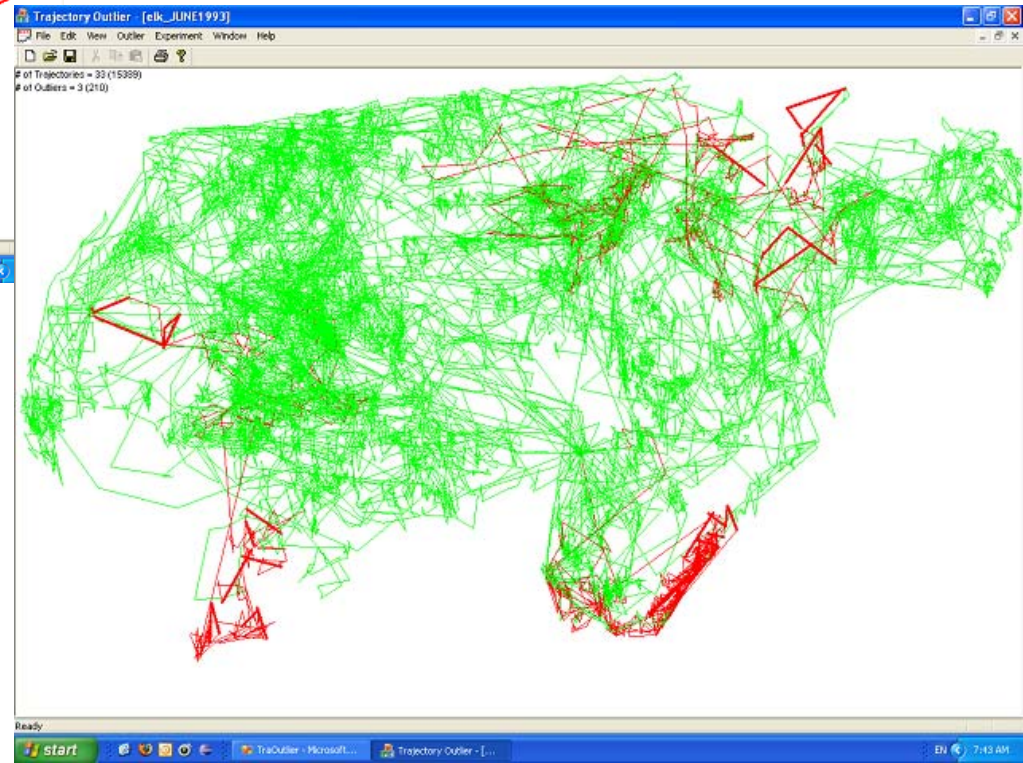 Trajectory Outlier - [elk_JUNE1993]
File Edit View Outlier Experiment Window Help
# of Trajectories = 33 (15389)
# of Outliers = 3 (210)
Ready
start TraOutlier - Microsoft... Trajectory Outlier - [... EN 7:43 AM